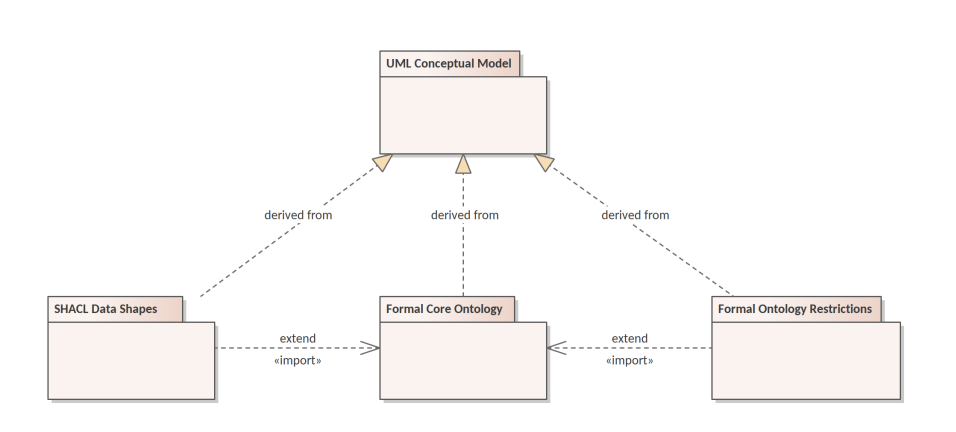 UML Conceptual Model
derived from
derived from
derived from
SHACL Data Shapes
Formal Core Ontology
Formal Ontology Restrictions
extend
«import»
extend
«import»